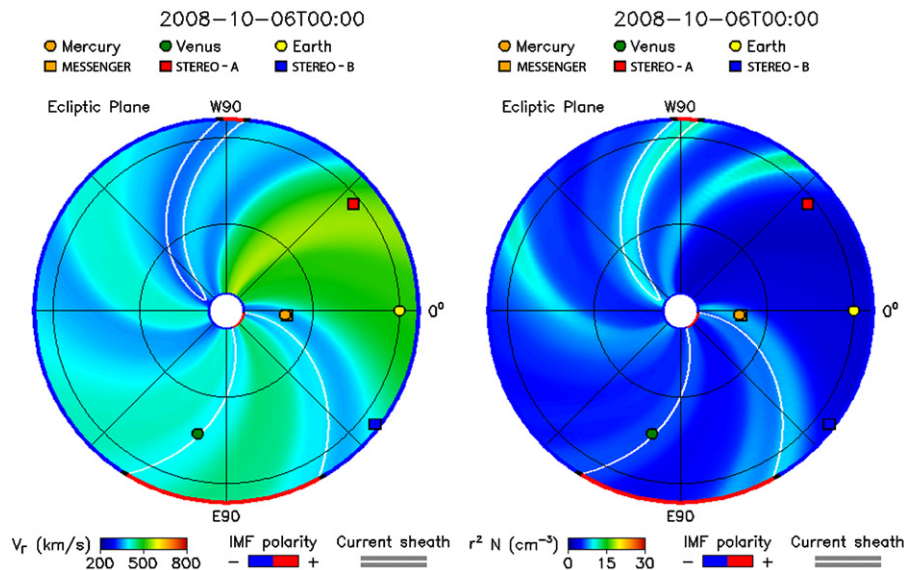 2008-10-06T00:00
Mercury Venus Earth
MESSENGER STEREO-A STEREO-B
Ecliptic Plane W90
0°
E90
Vr (km/s) IMF polarity Current sheath
200 500 800 - +
2008-10-06T00:00
Mercury Venus Earth
MESSENGER STEREO-A STEREO-B
Ecliptic Plane W90
0°
E90
r² N (cm⁻³) IMF polarity Current sheath
0 15 30 - +